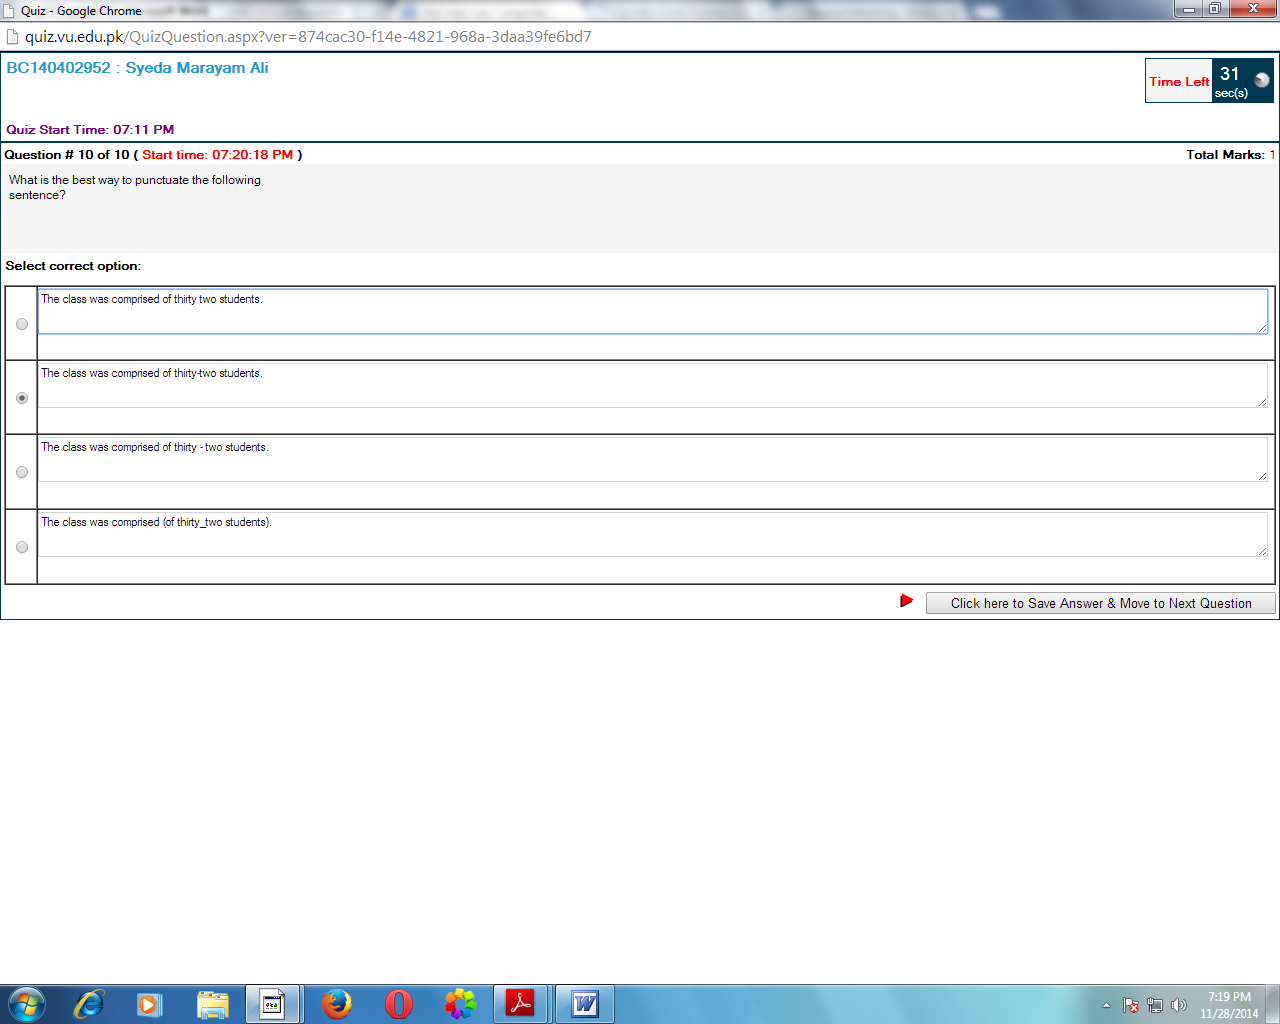 Quiz - Google Chrome
quiz.vu.edu.pk/QuizQuestion.aspx?ver=874cac30-f14e-4821-968a-3daa39fe6bd7
BC140402952 : Syeda Marayam Ali
Time Left 31 sec(s)
Quiz Start Time: 07:11 PM
Question # 10 of 10 ( Start time: 07:20:18 PM ) Total Marks: 1
What is the best way to punctuate the following
sentence?
Select correct option:
The class was comprised of thirty two students.
The class was comprised of thirty-two students.
The class was comprised of thirty - two students.
The class was comprised (of thirty_two students).
Click here to Save Answer & Move to Next Question
7:19 PM
11/28/2014